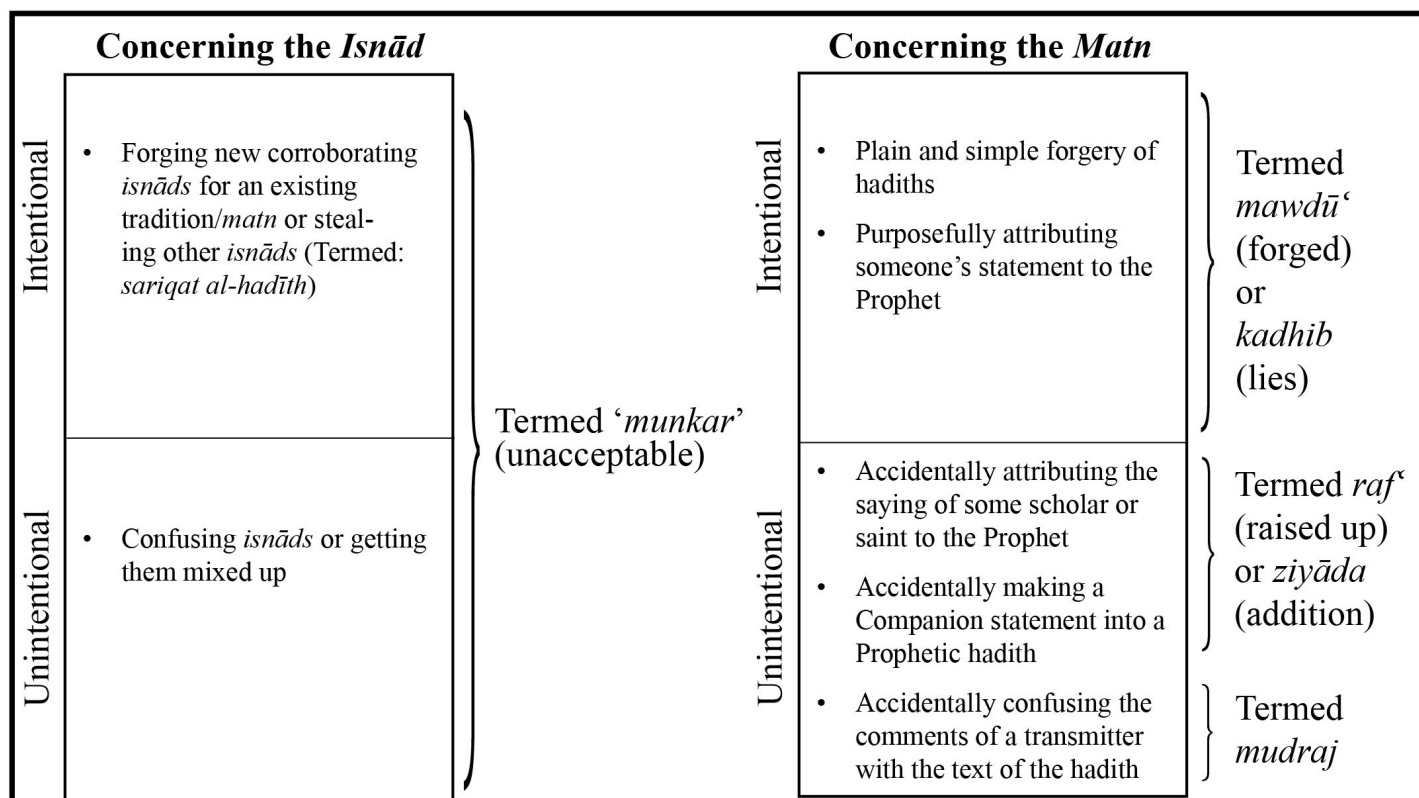 Concerning the Isnād
Intentional
• Forging new corroborating
isnāds for an existing
tradition/matn or steal-
ing other isnāds (Termed:
sariqat al-hadīth)
Unintentional
• Confusing isnāds or getting
them mixed up
Termed ‘munkar’
(unacceptable)
Concerning the Matn
Intentional
• Plain and simple forgery of
hadiths
• Purposefully attributing
someone’s statement to the
Prophet
Termed
mawdū‘
(forged)
or
kadhib
(lies)
Unintentional
• Accidentally attributing the
saying of some scholar or
saint to the Prophet
• Accidentally making a
Companion statement into a
Prophetic hadith
Termed raf‘
(raised up)
or ziyāda
(addition)
• Accidentally confusing the
comments of a transmitter
with the text of the hadith
Termed
mudraj